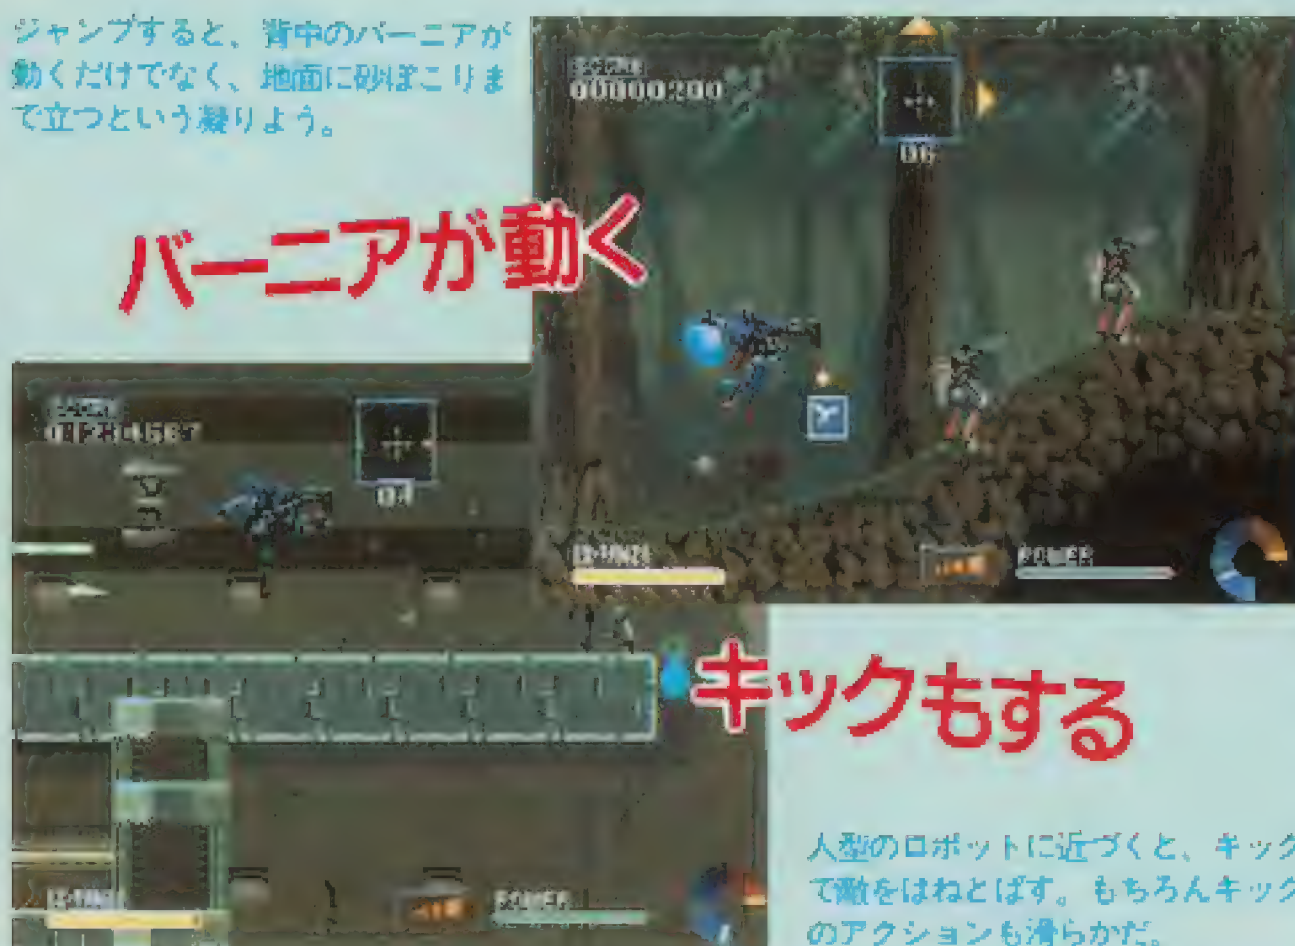 ジャンプすると、背中のバーニアが
動くだけでなく、地面に砂ぼこりま
で立つという凝りよう。
バーニアが動く
00000200
POWER
キックもする
POWER
人型のロボットに近づくと、キック
で敵をはねとばす。もちろんキック
のアクションも滑らかだ。